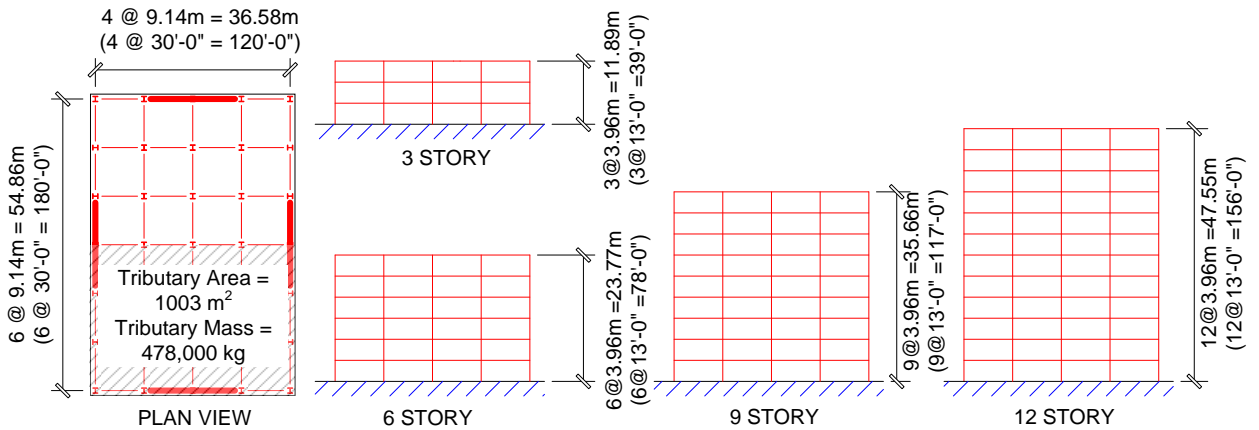 4 @ 9.14m = 36.58m
(4 @ 30'-0" = 120'-0")
6 @ 9.14m = 54.86m
(6 @ 30'-0" = 180'-0")
Tributary Area =
1003 m²
Tributary Mass =
478,000 kg
PLAN VIEW
3@3.96m =11.89m
(3@13'-0" =39'-0")
3 STORY
6@3.96m =23.77m
(6@13'-0" =78'-0")
6 STORY
9@3.96m =35.66m
(9@13'-0" =117'-0")
9 STORY
12@3.96m =47.55m
(12@13'-0" =156'-0")
12 STORY